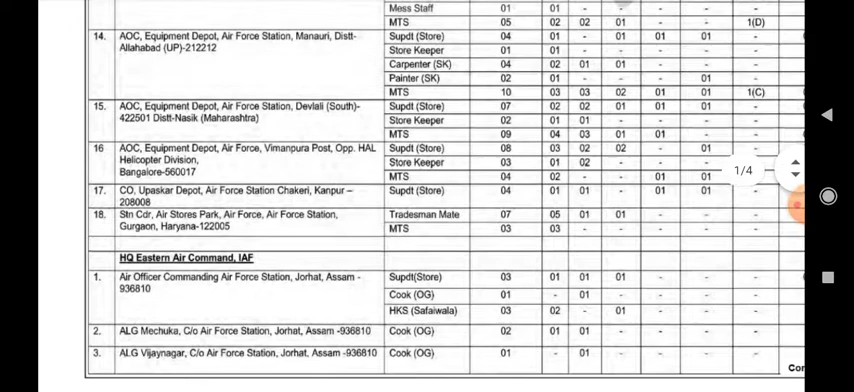 Mess Staff 01 01 - - - - -
MTS 05 02 02 01 - - 1(D)
14. AOC, Equipment Depot, Air Force Station, Manauri, Distt- Supdt (Store) 04 01 - 01 01 01 -
Allahabad (UP)-212212
Store Keeper 01 01 - - - - -
Carpenter (SK) 04 02 01 01 - - -
Painter (SK) 02 01 - - - 01 -
MTS 10 03 03 02 01 01 1(C)
15. AOC, Equipment Depot, Air Force Station, Devlali (South)- Supdt (Store) 07 02 02 01 01 01 -
422501 Distt-Nasik (Maharashtra)
Store Keeper 02 01 01 - - - -
MTS 09 04 03 01 01 - -
16 AOC, Equipment Depot, Air Force, Vimanpura Post, Opp. HAL Supdt (Store) 08 03 02 02 - 01
Helicopter Division, Store Keeper 03 01 02 - - -
Bangalore-560017 MTS 04 02 - - 01 01
1/4
17. CO, Upaskar Depot, Air Force Station Chakeri, Kanpur – Supdt (Store) 04 01 01 - 01 01 -
208008
18. Stn Cdr, Air Stores Park, Air Force, Air Force Station, Tradesman Mate 07 05 01 01 - - -
Gurgaon, Haryana-122005 MTS 03 03 - - - - -
HQ Eastern Air Command, IAF
1. Air Officer Commanding Air Force Station, Jorhat, Assam - Supdt(Store) 03 01 01 01 - - -
936810
Cook (OG) 01 - 01 - - - -
HKS (Safaiwala) 03 02 - 01 - - -
2. ALG Mechuka, C/o Air Force Station, Jorhat, Assam -936810 Cook (OG) 02 01 01 - - - -
3. ALG Vijaynagar, C/o Air Force Station, Jorhat, Assam -936810 Cook (OG) 01 - 01 - - - -